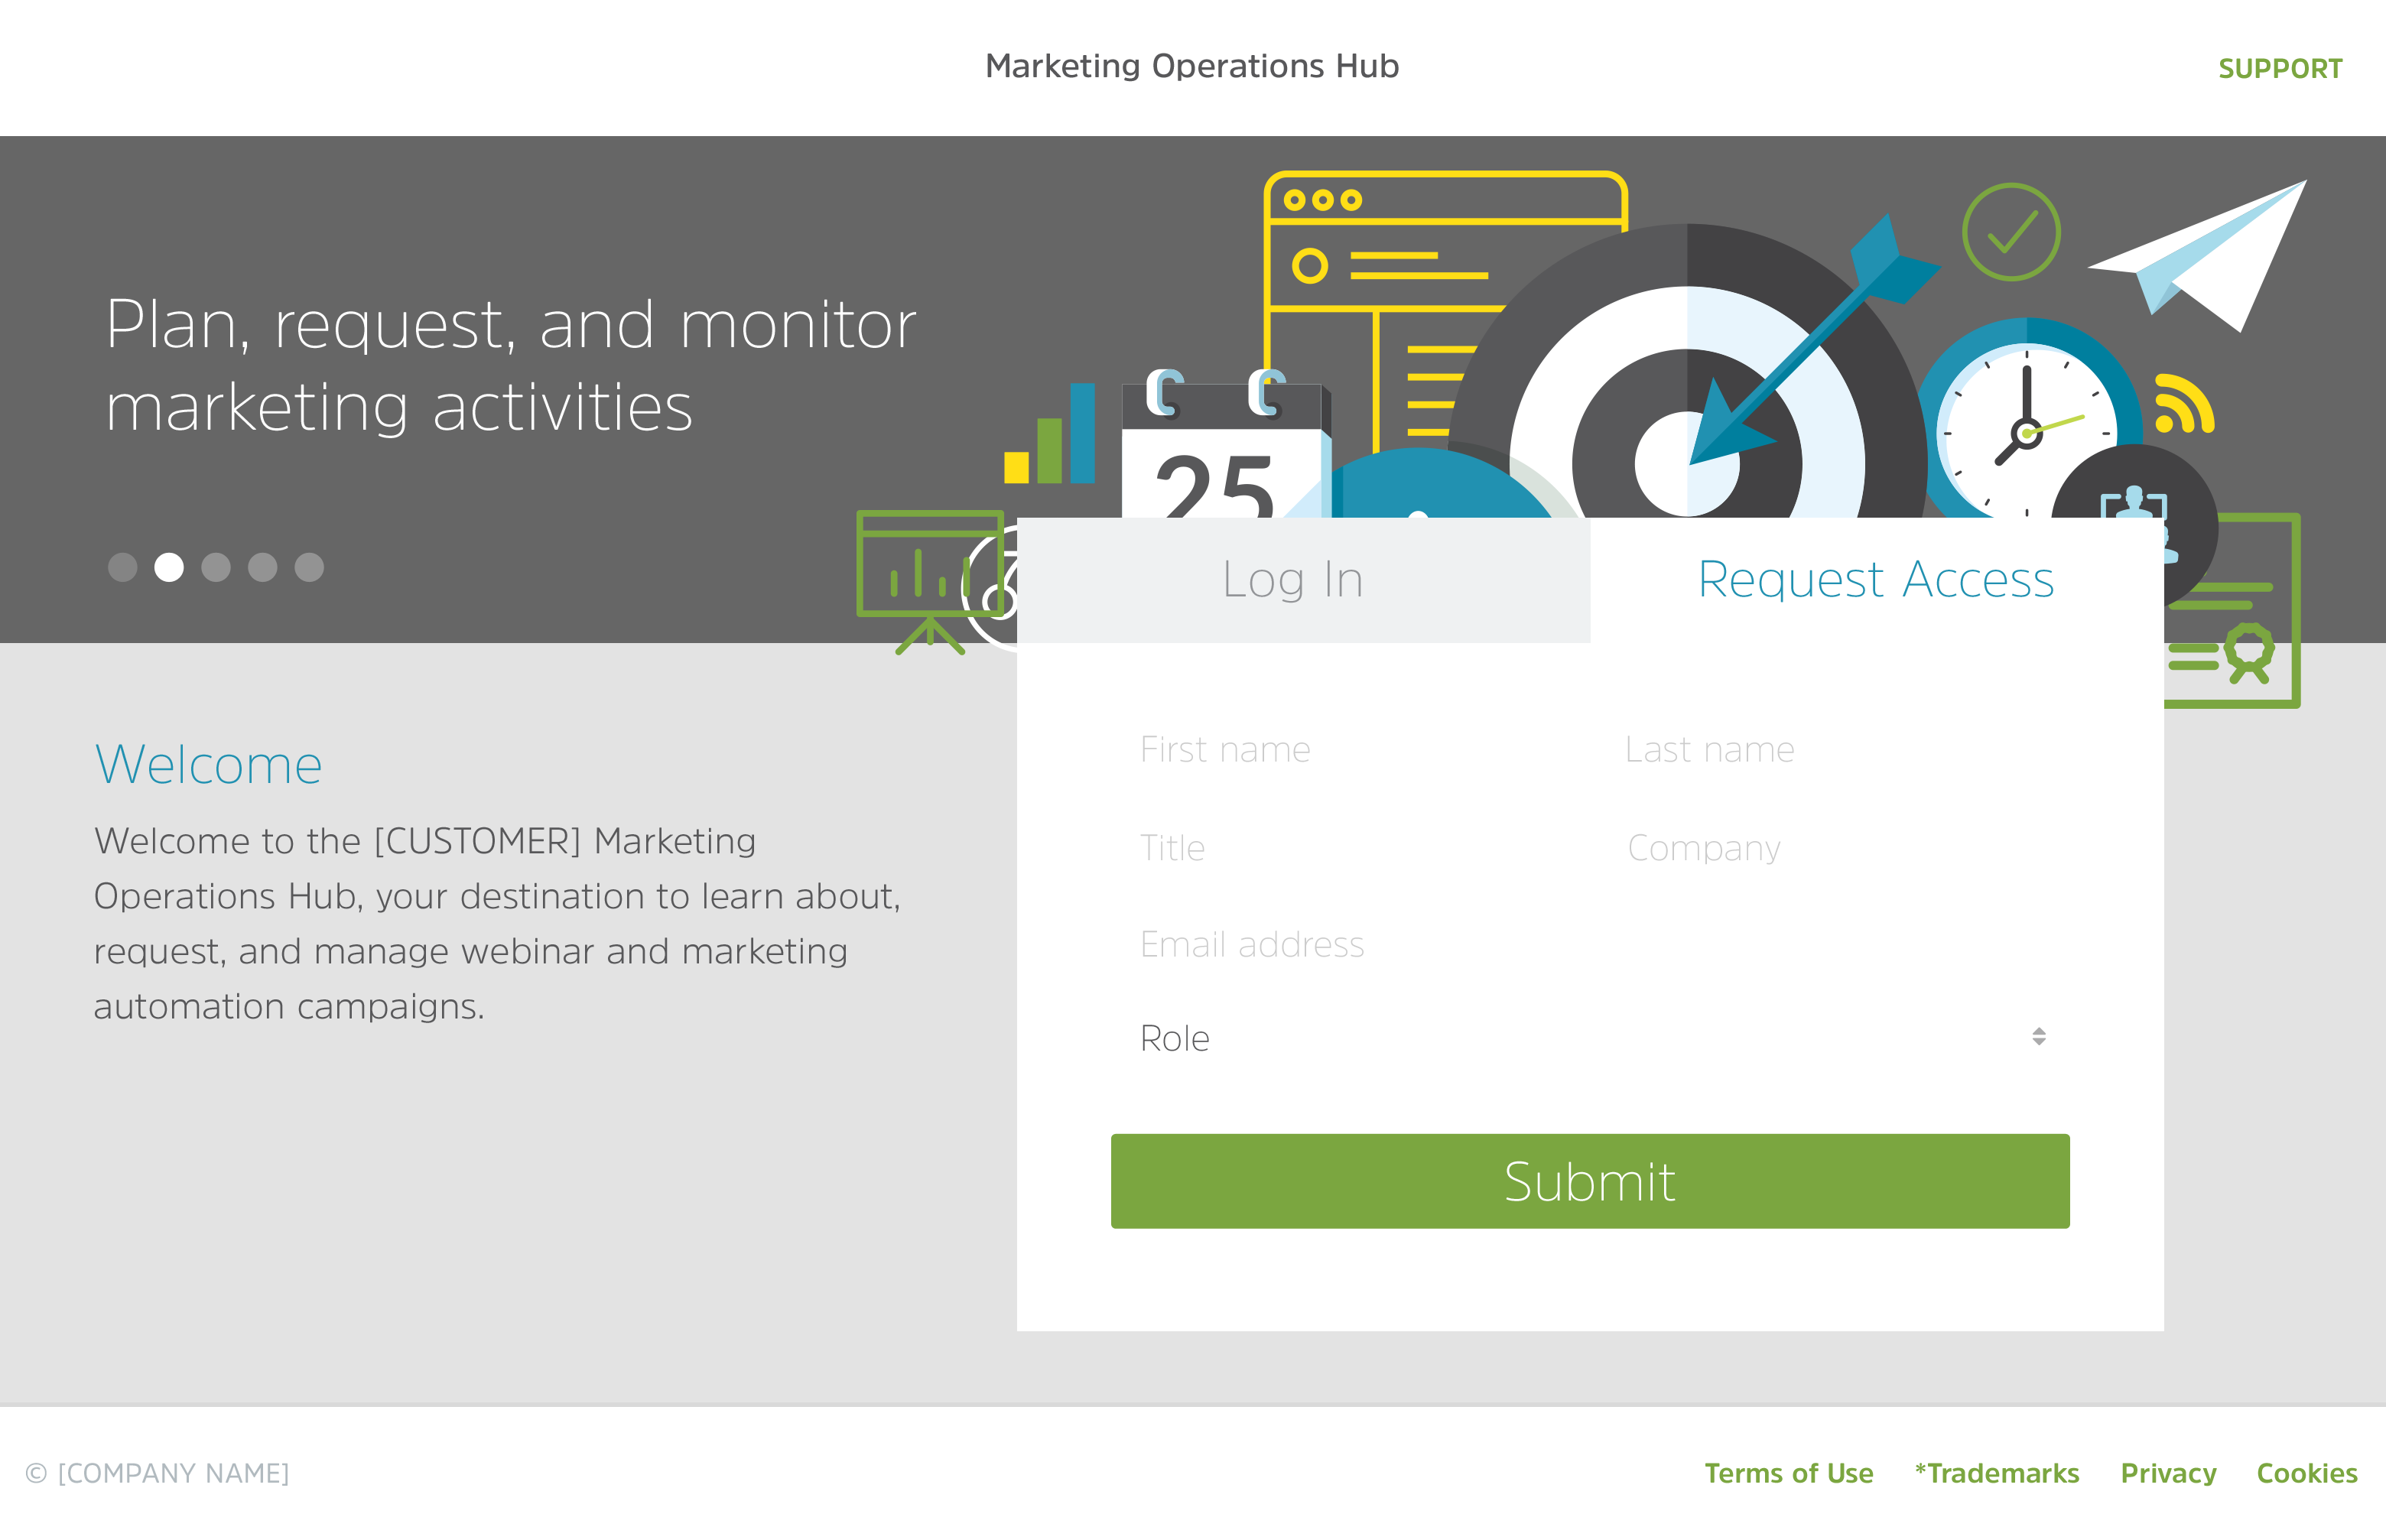 Marketing Operations Hub
SUPPORT
Plan, request, and monitor
marketing activities
25
Log In
Request Access
Welcome
Welcome to the [CUSTOMER] Marketing
Operations Hub, your destination to learn about,
request, and manage webinar and marketing
automation campaigns.
First name
Last name
Title
Company
Email address
Role
Submit
© [COMPANY NAME]
Terms of Use
*Trademarks
Privacy
Cookies